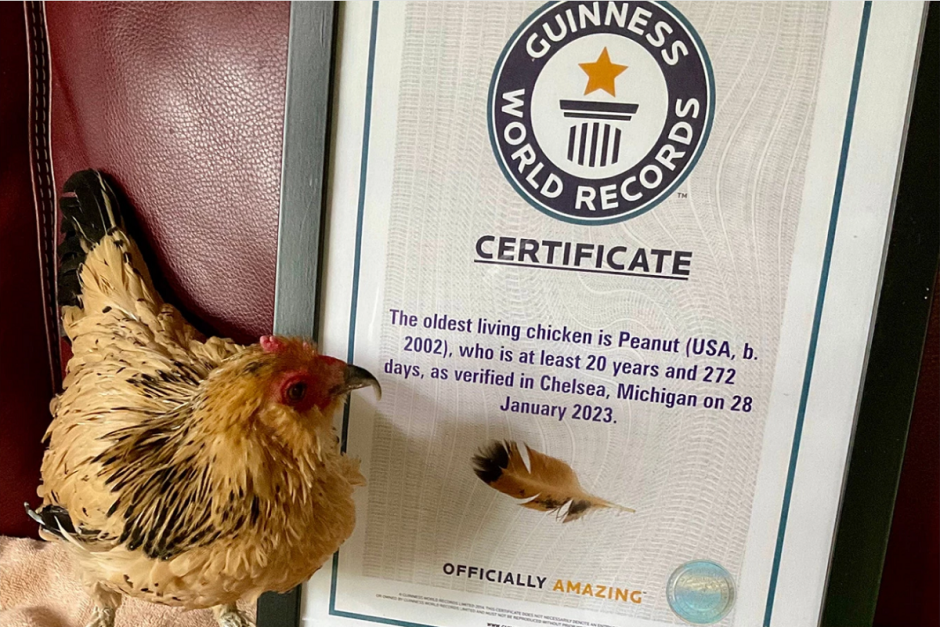 GUINNESS
WORLD RECORDS
TM
CERTIFICATE
The oldest living chicken is Peanut (USA, b.
2002), who is at least 20 years and 272
days, as verified in Chelsea, Michigan on 28
January 2023.
OFFICIALLY AMAZING